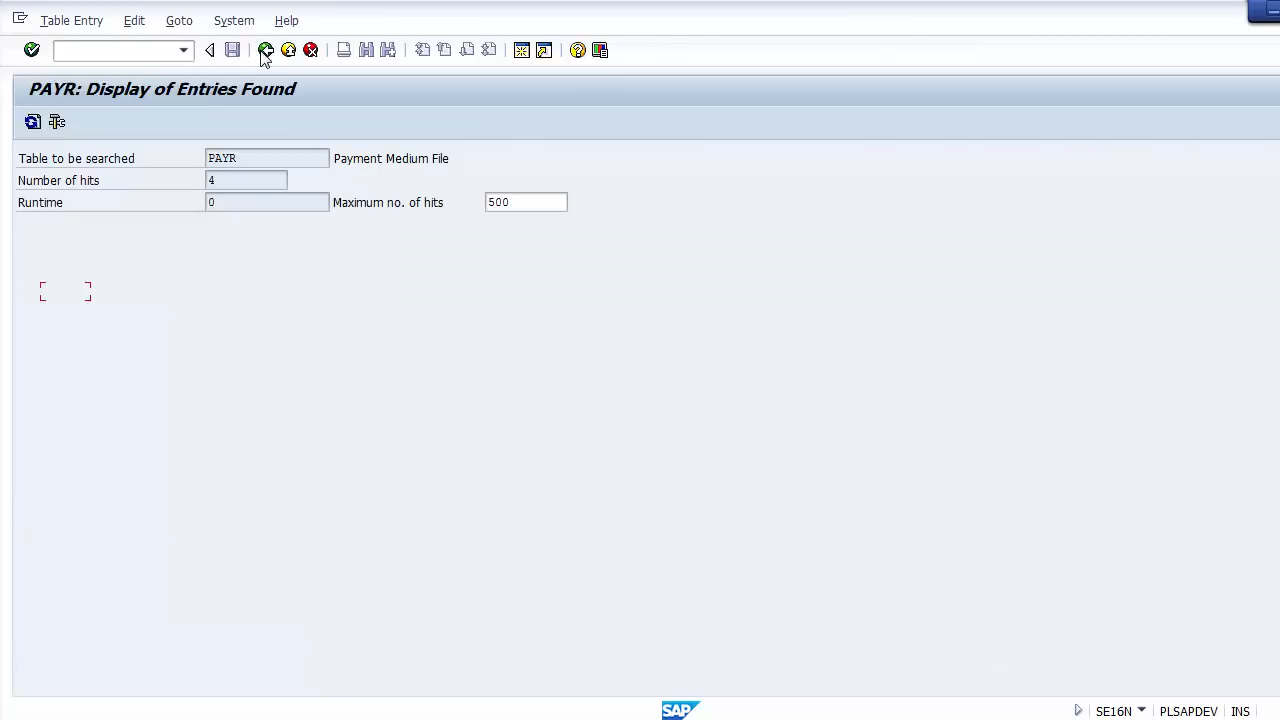 Table Entry Edit Goto System Help
PAYR: Display of Entries Found
Table to be searched PAYR Payment Medium File
Number of hits 4
Runtime 0 Maximum no. of hits 500
SAP SE16N PLSAPDEV INS